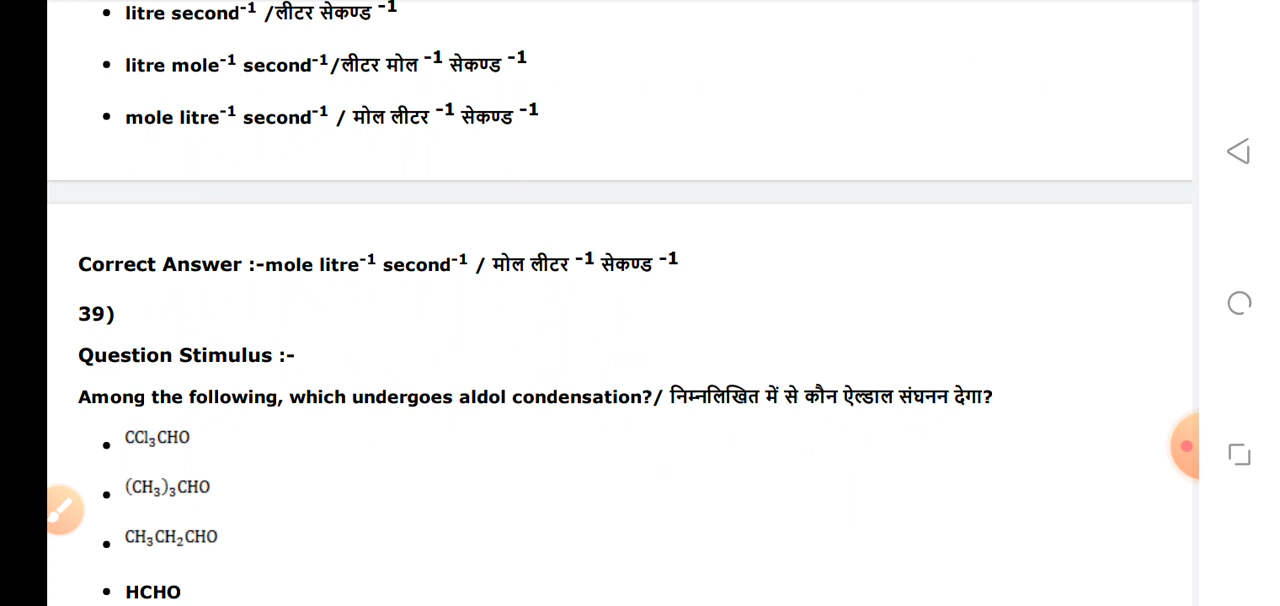 • litre second⁻¹ /लीटर सेकण्ड ⁻¹
• litre mole⁻¹ second⁻¹/लीटर मोल ⁻¹ सेकण्ड ⁻¹
• mole litre⁻¹ second⁻¹ / मोल लीटर ⁻¹ सेकण्ड ⁻¹
Correct Answer :-mole litre⁻¹ second⁻¹ / मोल लीटर ⁻¹ सेकण्ड ⁻¹
39)
Question Stimulus :-
Among the following, which undergoes aldol condensation?/ निम्नलिखित में से कौन ऐल्डाल संघनन देगा?
• CCl₃CHO
• (CH₃)₃CHO
• CH₃CH₂CHO
• HCHO